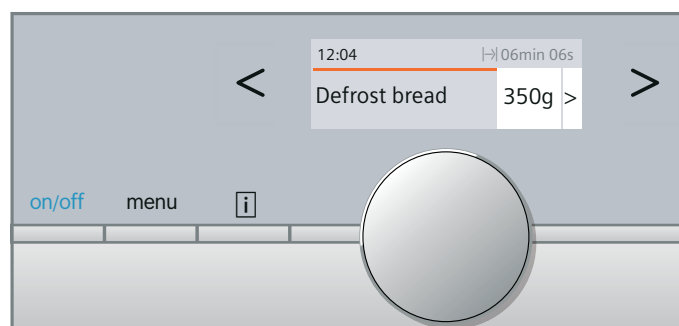 12:04 →| 06min 06s
< Defrost bread 350g > >
on/off menu i